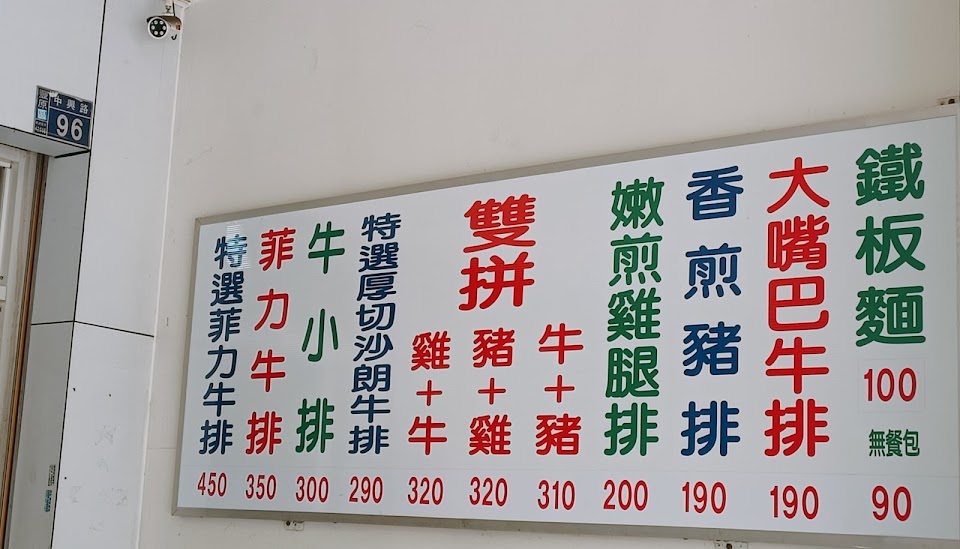 豐原區
中興路
96
鐵板麵
100
無餐包
90
大嘴巴牛排
190
香煎豬排
190
嫩煎雞腿排
200
雙拼
牛+豬
310
豬+雞
320
雞+牛
320
特選厚切沙朗牛排
290
牛小排
300
菲力牛排
350
特選菲力牛排
450